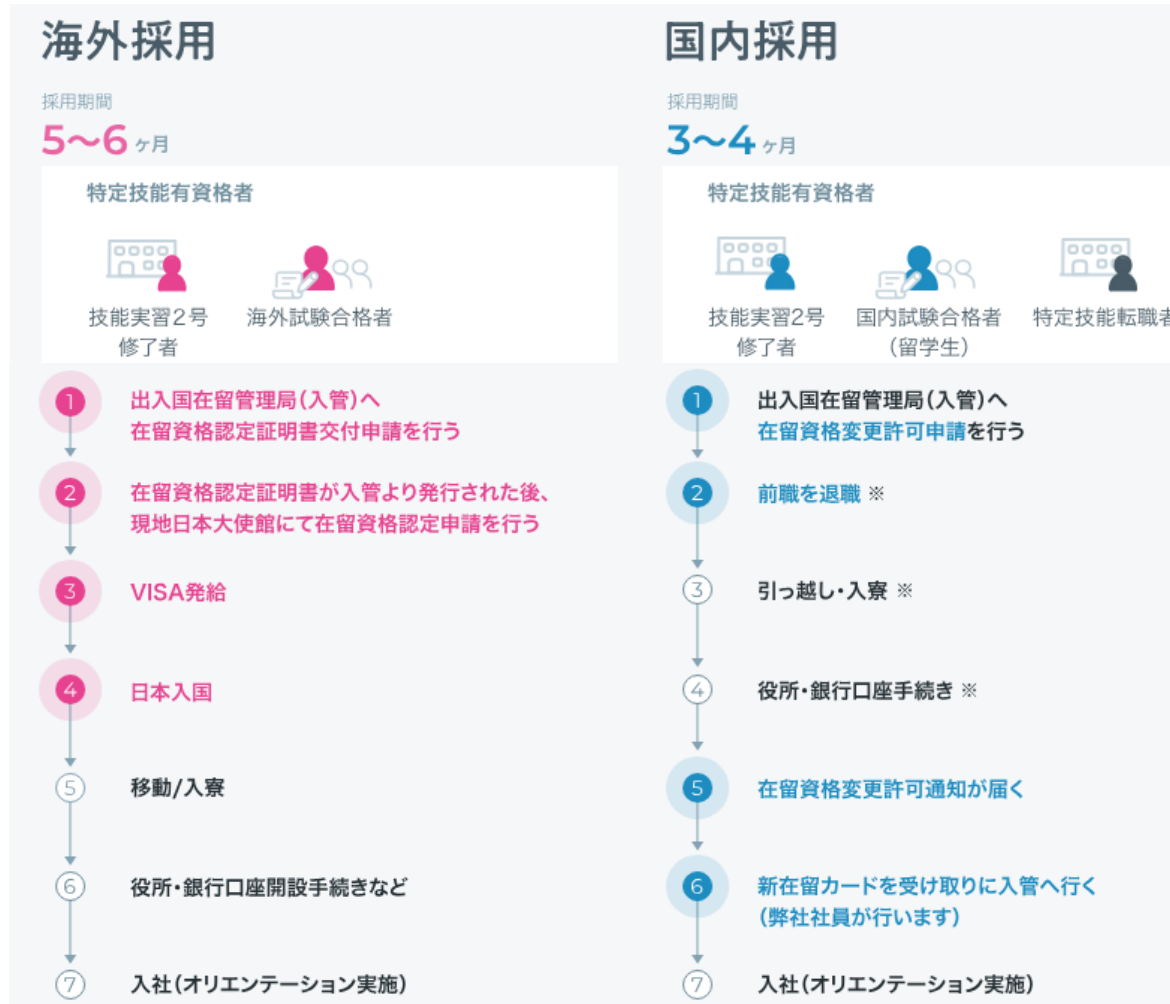 海外採用
採用期間
5〜6 ヶ月
特定技能有資格者
技能実習2号
修了者
海外試験合格者
1
出入国在留管理局(入管)へ
在留資格認定証明書交付申請を行う
2
在留資格認定証明書が入管より発行された後、
現地日本大使館にて在留資格認定申請を行う
3
VISA発給
4
日本入国
5
移動/入寮
6
役所・銀行口座開設手続きなど
7
入社(オリエンテーション実施)
国内採用
採用期間
3〜4 ヶ月
特定技能有資格者
技能実習2号
修了者
国内試験合格者
(留学生)
特定技能転職者
1
出入国在留管理局(入管)へ
在留資格変更許可申請を行う
2
前職を退職 ※
3
引っ越し・入寮 ※
4
役所・銀行口座手続き ※
5
在留資格変更許可通知が届く
6
新在留カードを受け取りに入管へ行く
(弊社社員が行います)
7
入社(オリエンテーション実施)